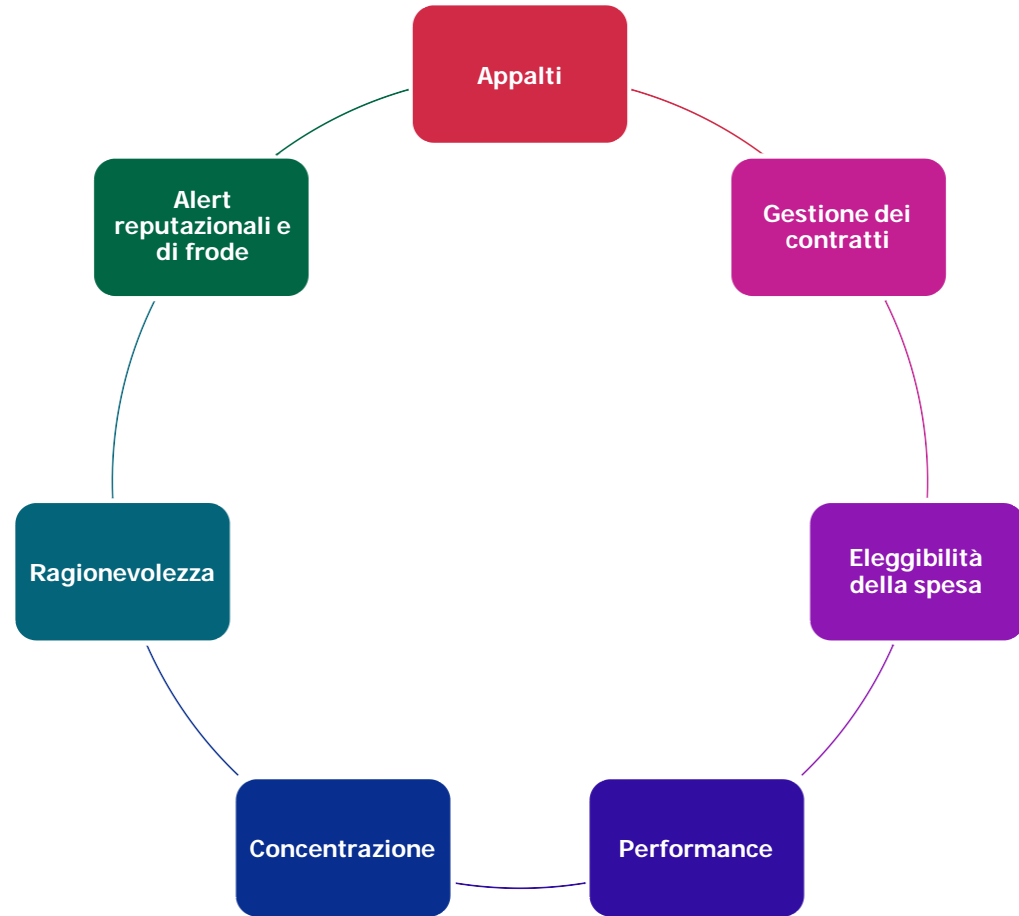 Appalti
Gestione dei
contratti
Eleggibilità
della spesa
Performance
Concentrazione
Ragionevolezza
Alert
reputazionali e
di frode